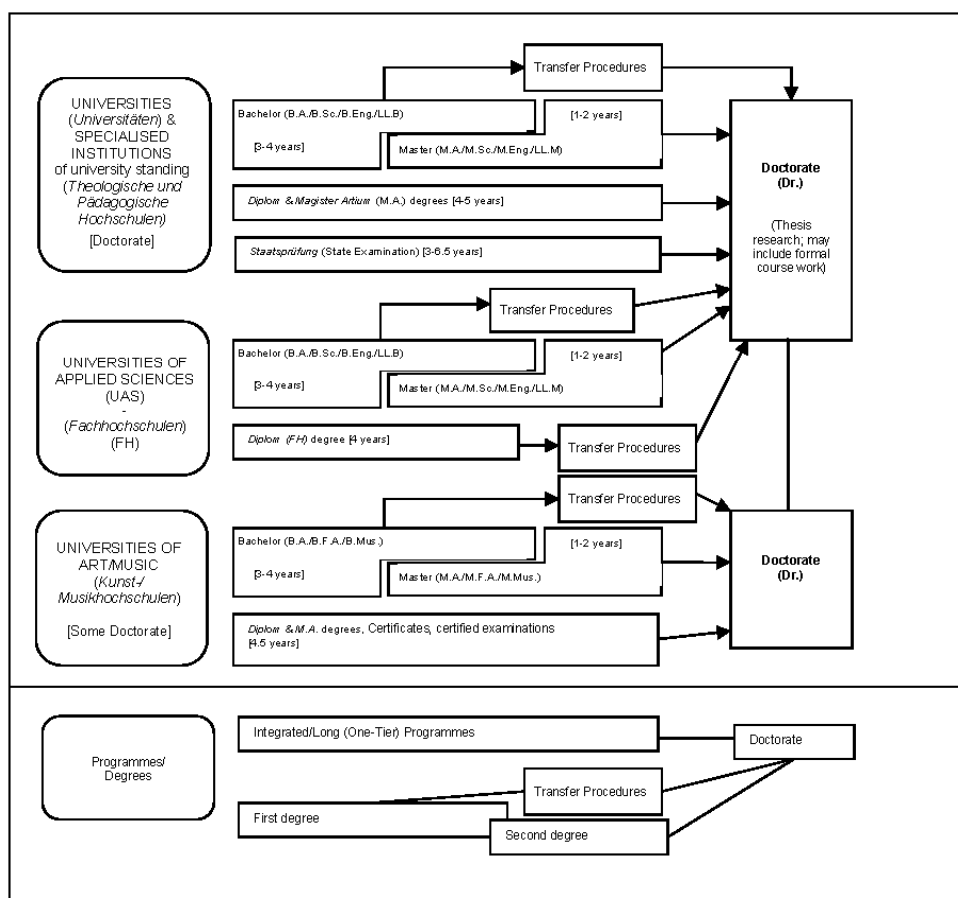 Transfer Procedures
UNIVERSITIES
(Universitäten) &
SPECIALISED
INSTITUTIONS
of university standing
(Theologische und
Pädagogische
Hochschulen)
[Doctorate]
Bachelor (B.A./B.Sc./B.Eng./LL.B)
[3-4 years]
[1-2 years]
Master (M.A./M.Sc./M.Eng./LL.M)
Diplom & Magister Artium (M.A.) degrees [4-5 years]
Staatsprüfung (State Examination) [3-6.5 years]
Doctorate
(Dr.)
(Thesis
research; may
include formal
course work)
Transfer Procedures
UNIVERSITIES OF
APPLIED SCIENCES
(UAS)
-
(Fachhochschulen)
(FH)
Bachelor (B.A./B.Sc./B.Eng./LL.B)
[3-4 years]
[1-2 years]
Master (M.A./M.Sc./M.Eng./LL.M)
Diplom (FH) degree [4 years]
Transfer Procedures
Transfer Procedures
UNIVERSITIES OF
ART/MUSIC
(Kunst-/
Musikhochschulen)
[Some Doctorate]
Bachelor (B.A./B.F.A./B.Mus.)
[3-4 years]
[1-2 years]
Master (M.A./M.F.A./M.Mus.)
Diplom & M.A. degrees, Certificates, certified examinations
[4.5 years]
Doctorate
(Dr.)
Programmes/
Degrees
Integrated/Long (One-Tier) Programmes
Doctorate
Transfer Procedures
First degree
Second degree